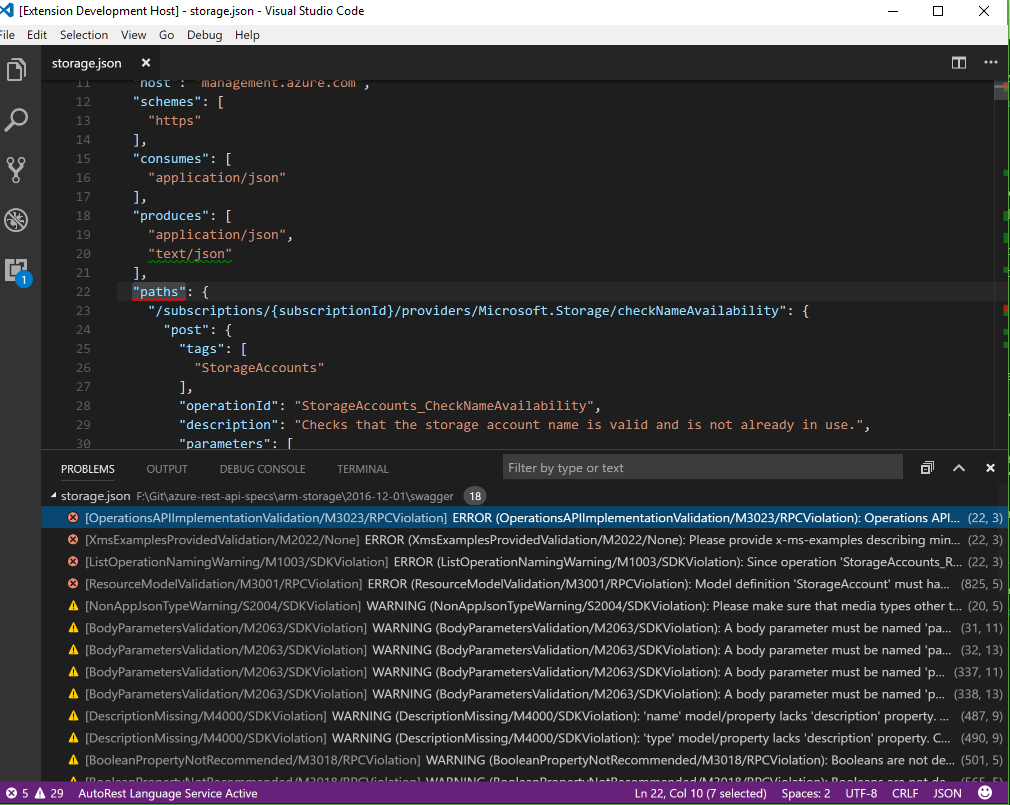 [Extension Development Host] - storage.json - Visual Studio Code
File Edit Selection View Go Debug Help
storage.json
11 "host": "management.azure.com",
12 "schemes": [
13 "https"
14 ],
15 "consumes": [
16 "application/json"
17 ],
18 "produces": [
19 "application/json",
20 "text/json"
21 ],
22 "paths": {
23 "/subscriptions/{subscriptionId}/providers/Microsoft.Storage/checkNameAvailability": {
24 "post": {
25 "tags": [
26 "StorageAccounts"
27 ],
28 "operationId": "StorageAccounts_CheckNameAvailability",
29 "description": "Checks that the storage account name is valid and is not already in use.",
30 "parameters": [
1
PROBLEMS OUTPUT DEBUG CONSOLE TERMINAL Filter by type or text
storage.json F:\Git\azure-rest-api-specs\arm-storage\2016-12-01\swagger 18
[OperationsAPIImplementationValidation/M3023/RPCViolation] ERROR (OperationsAPIImplementationValidation/M3023/RPCViolation): Operations API... (22, 3)
[XmsExamplesProvidedValidation/M2022/None] ERROR (XmsExamplesProvidedValidation/M2022/None): Please provide x-ms-examples describing min... (22, 3)
[ListOperationNamingWarning/M1003/SDKViolation] ERROR (ListOperationNamingWarning/M1003/SDKViolation): Since operation 'StorageAccounts_R... (22, 3)
[ResourceModelValidation/M3001/RPCViolation] ERROR (ResourceModelValidation/M3001/RPCViolation): Model definition 'StorageAccount' must ha... (825, 5)
[NonAppJsonTypeWarning/S2004/SDKViolation] WARNING (NonAppJsonTypeWarning/S2004/SDKViolation): Please make sure that media types other t... (20, 5)
[BodyParametersValidation/M2063/SDKViolation] WARNING (BodyParametersValidation/M2063/SDKViolation): A body parameter must be named 'pa... (31, 11)
[BodyParametersValidation/M2063/SDKViolation] WARNING (BodyParametersValidation/M2063/SDKViolation): A body parameter must be named 'p... (32, 13)
[BodyParametersValidation/M2063/SDKViolation] WARNING (BodyParametersValidation/M2063/SDKViolation): A body parameter must be named 'p... (337, 11)
[BodyParametersValidation/M2063/SDKViolation] WARNING (BodyParametersValidation/M2063/SDKViolation): A body parameter must be named 'p... (338, 13)
[DescriptionMissing/M4000/SDKViolation] WARNING (DescriptionMissing/M4000/SDKViolation): 'name' model/property lacks 'description' property. ... (487, 9)
[DescriptionMissing/M4000/SDKViolation] WARNING (DescriptionMissing/M4000/SDKViolation): 'type' model/property lacks 'description' property. C... (490, 9)
[BooleanPropertyNotRecommended/M3018/RPCViolation] WARNING (BooleanPropertyNotRecommended/M3018/RPCViolation): Booleans are not de... (501, 5)
[BooleanPropertyNotRecommended/M3018/RPCViolation] WARNING (BooleanPropertyNotRecommended/M3018/RPCViolation): Booleans are not de... (565, 5)
5 29 AutoRest Language Service Active Ln 22, Col 10 (7 selected) Spaces: 2 UTF-8 CRLF JSON